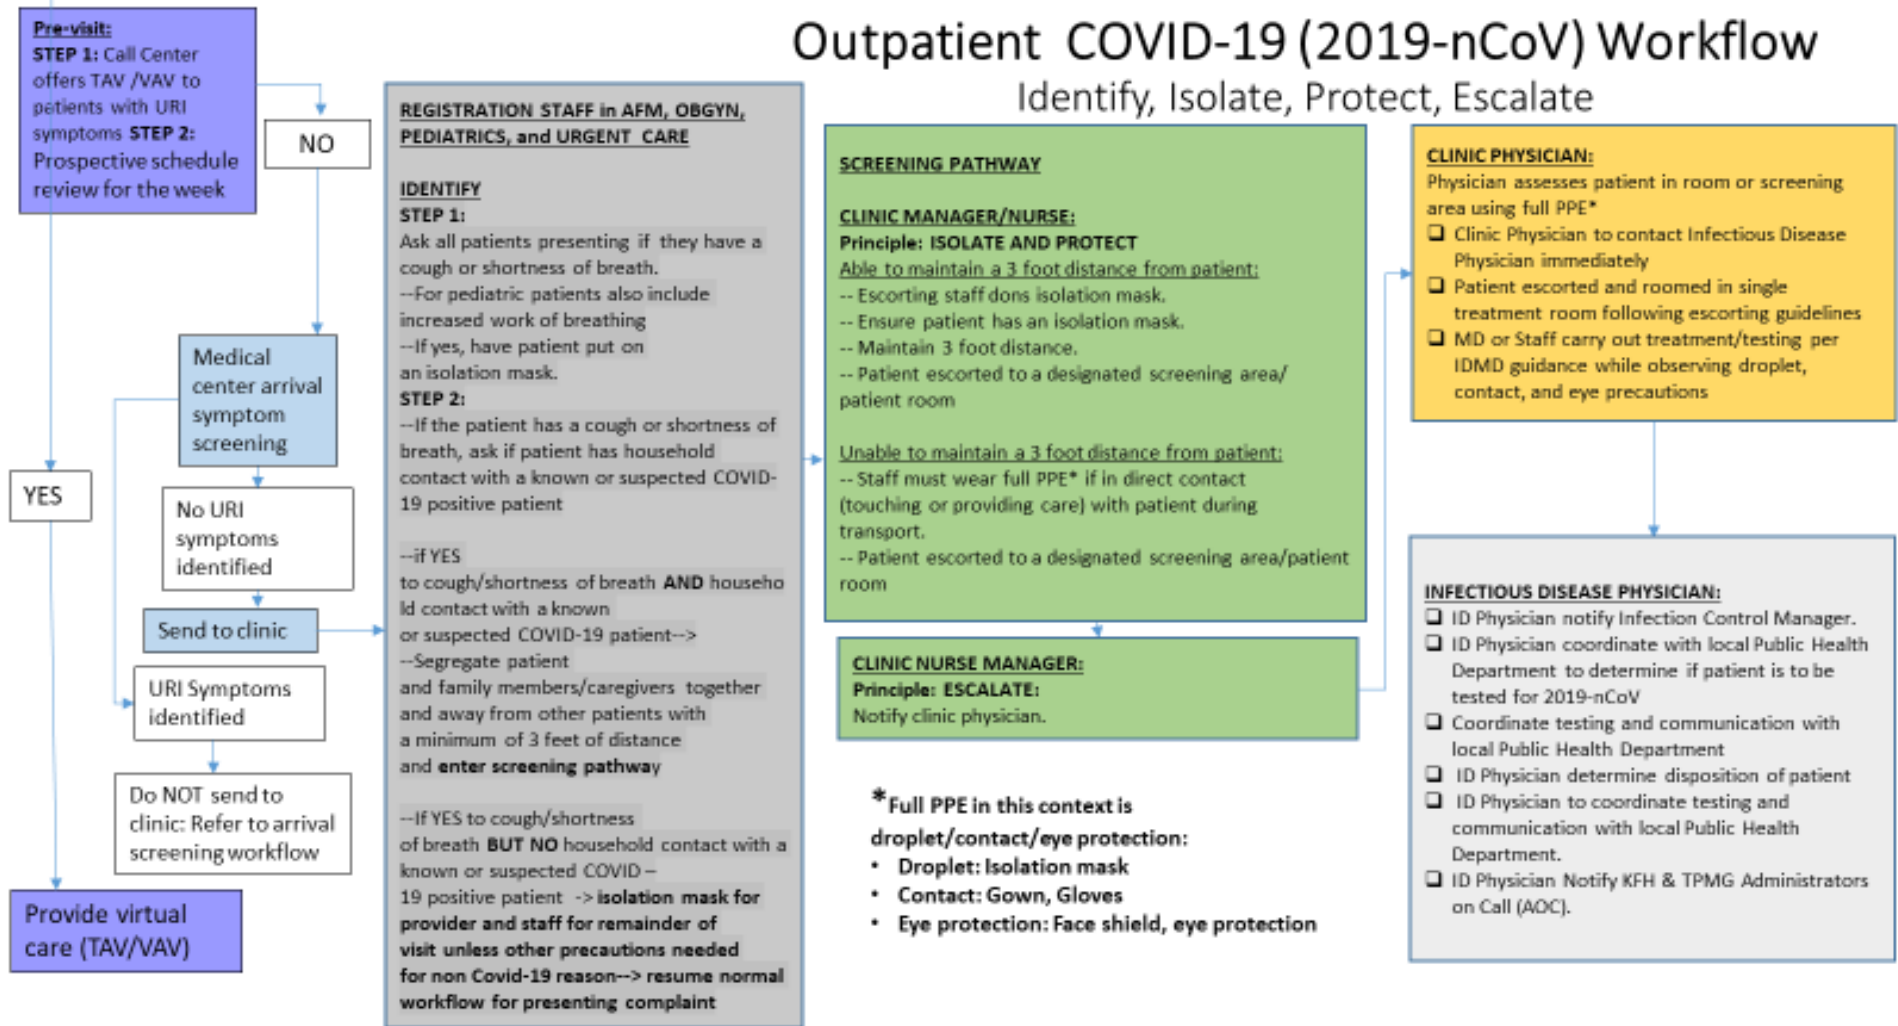 Outpatient COVID-19 (2019-nCoV) Workflow
Identify, Isolate, Protect, Escalate
Pre-visit:
STEP 1: Call Center
offers TAV /VAV to
patients with URI
symptoms STEP 2:
Prospective schedule
review for the week
NO
YES
Provide virtual
care (TAV/VAV)
Medical
center arrival
symptom
screening
No URI
symptoms
identified
Send to clinic
URI Symptoms
identified
Do NOT send to
clinic: Refer to arrival
screening workflow
REGISTRATION STAFF in AFM, OBGYN,
PEDIATRICS, and URGENT CARE
IDENTIFY
STEP 1:
Ask all patients presenting if they have a
cough or shortness of breath.
--For pediatric patients also include
increased work of breathing
--If yes, have patient put on
an isolation mask.
STEP 2:
--If the patient has a cough or shortness of
breath, ask if patient has household
contact with a known or suspected COVID-
19 positive patient
--if YES
to cough/shortness of breath AND househo
ld contact with a known
or suspected COVID-19 patient-->
--Segregate patient
and family members/caregivers together
and away from other patients with
a minimum of 3 feet of distance
and enter screening pathway
--If YES to cough/shortness
of breath BUT NO household contact with a
known or suspected COVID –
19 positive patient -> isolation mask for
provider and staff for remainder of
visit unless other precautions needed
for non Covid-19 reason--> resume normal
workflow for presenting complaint
SCREENING PATHWAY
CLINIC MANAGER/NURSE:
Principle: ISOLATE AND PROTECT
Able to maintain a 3 foot distance from patient:
-- Escorting staff dons isolation mask.
-- Ensure patient has an isolation mask.
-- Maintain 3 foot distance.
-- Patient escorted to a designated screening area/
patient room
Unable to maintain a 3 foot distance from patient:
-- Staff must wear full PPE* if in direct contact
(touching or providing care) with patient during
transport.
-- Patient escorted to a designated screening area/patient
room
CLINIC NURSE MANAGER:
Principle: ESCALATE:
Notify clinic physician.
*Full PPE in this context is
droplet/contact/eye protection:
• Droplet: Isolation mask
• Contact: Gown, Gloves
• Eye protection: Face shield, eye protection
CLINIC PHYSICIAN:
Physician assesses patient in room or screening
area using full PPE*
❑ Clinic Physician to contact Infectious Disease
Physician immediately
❑ Patient escorted and roomed in single
treatment room following escorting guidelines
❑ MD or Staff carry out treatment/testing per
IDMD guidance while observing droplet,
contact, and eye precautions
INFECTIOUS DISEASE PHYSICIAN:
❑ ID Physician notify Infection Control Manager.
❑ ID Physician coordinate with local Public Health
Department to determine if patient is to be
tested for 2019-nCoV
❑ Coordinate testing and communication with
local Public Health Department
❑ ID Physician determine disposition of patient
❑ ID Physician to coordinate testing and
communication with local Public Health
Department.
❑ ID Physician Notify KFH & TPMG Administrators
on Call (AOC).